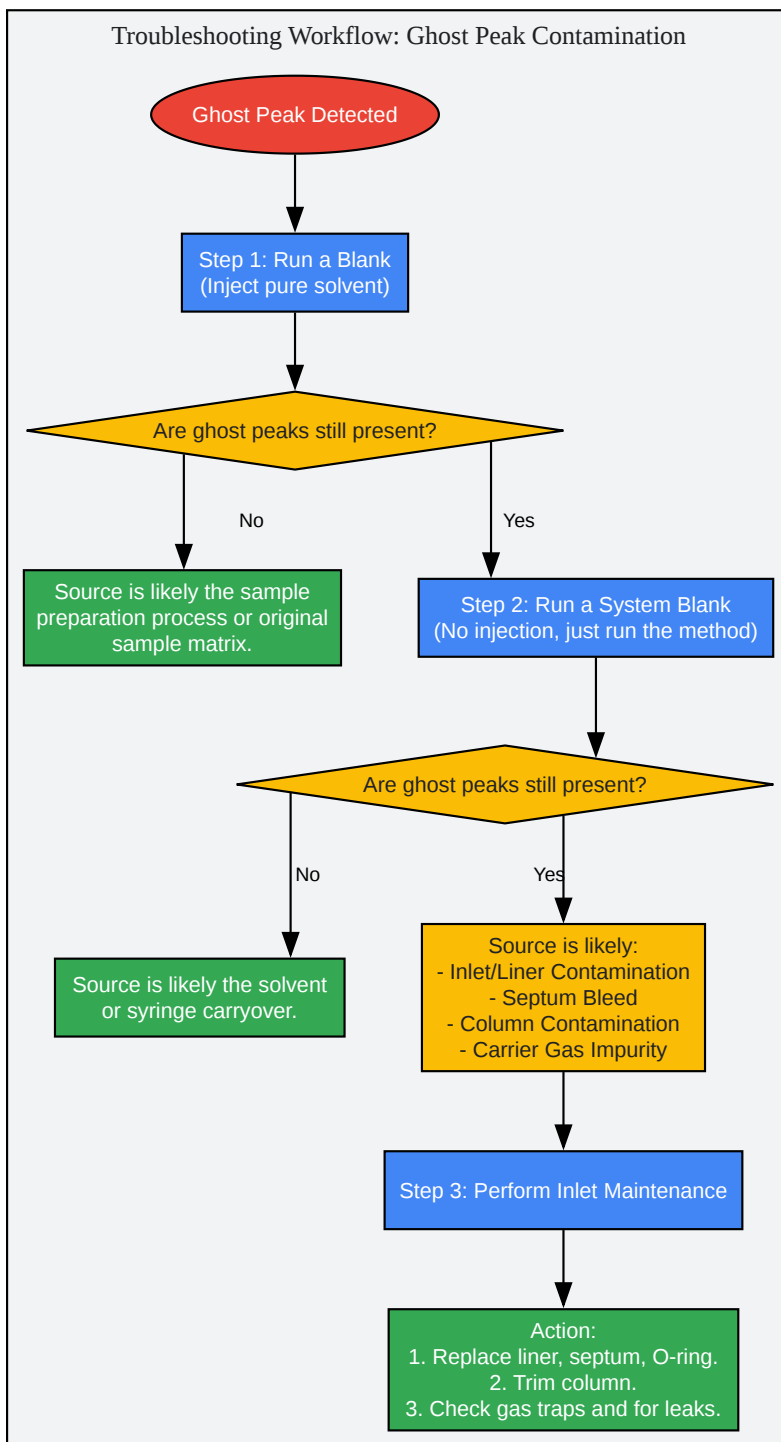 Troubleshooting Workflow: Ghost Peak Contamination
Ghost Peak Detected
Step 1: Run a Blank
(Inject pure solvent)
Are ghost peaks still present?
No
Yes
Source is likely the sample
preparation process or original
sample matrix.
Step 2: Run a System Blank
(No injection, just run the method)
Are ghost peaks still present?
No
Yes
Source is likely the solvent
or syringe carryover.
Source is likely:
- Inlet/Liner Contamination
- Septum Bleed
- Column Contamination
- Carrier Gas Impurity
Step 3: Perform Inlet Maintenance
Action:
1. Replace liner, septum, O-ring.
2. Trim column.
3. Check gas traps and for leaks.